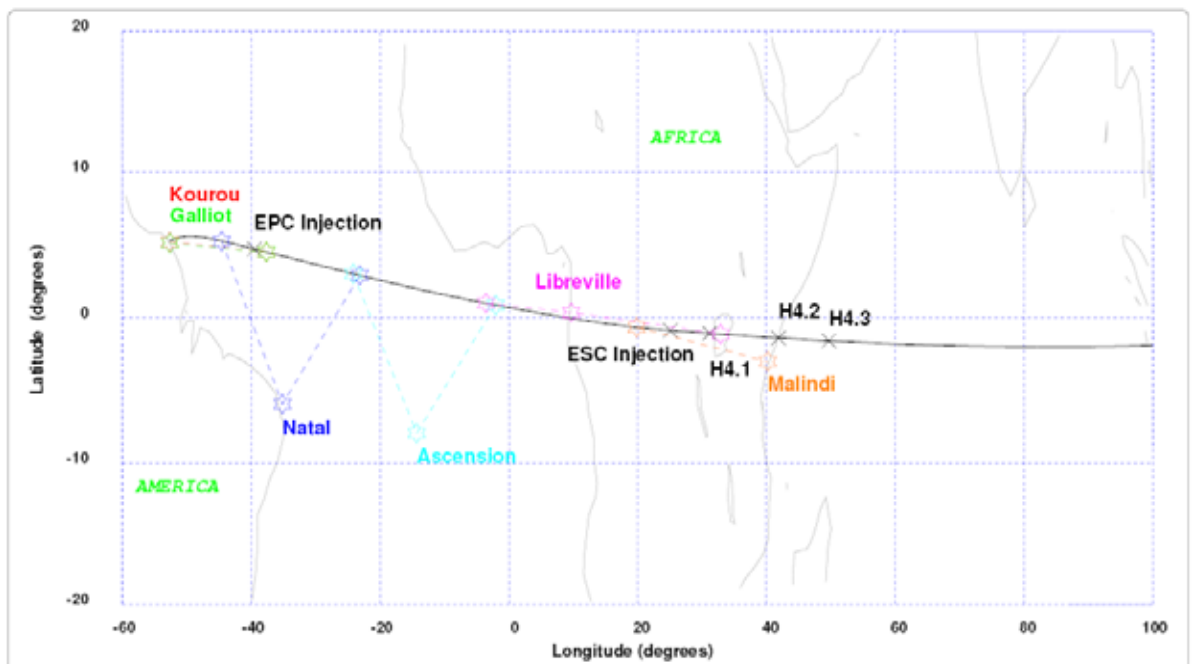 20
10
0
-10
-20
Latitude (degrees)
AFRICA
Kourou
Galliot
EPC Injection
Libreville
H4.2
H4.3
ESC Injection
H4.1
Malindi
Natal
Ascension
AMERICA
-60
-40
-20
0
20
40
60
80
100
Longitude (degrees)